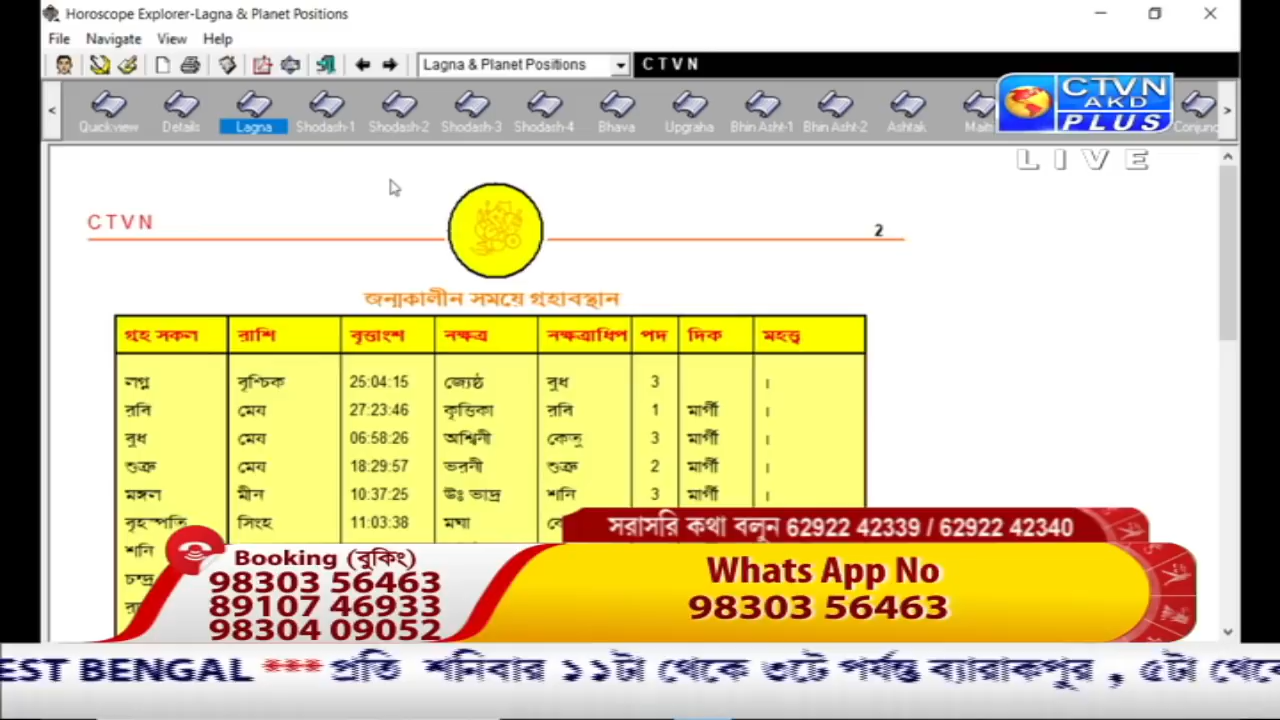 Horoscope Explorer-Lagna & Planet Positions
File Navigate View Help
Lagna & Planet Positions CTVN
Quickview Details Lagna Shodash-1 Shodash-2 Shodash-3 Shodash-4 Bhava Upgraha Bhin Asht-1 Bhin Asht-2 Ashtak
CTVN
AKD
PLUS
LIVE
CTVN 2
জন্মকালীন সময়ে গ্রহাবস্থান
গ্রহ সকল রাশি বৃত্তাংশ নক্ষত্র নক্ষত্রাধিপ পদ দিক মহত্ত্ব
লগ্ন বৃশ্চিক 25:04:15 জ্যেষ্ঠ বুধ 3 ।
রবি মেষ 27:23:46 কৃত্তিকা রবি 1 মার্গী ।
বুধ মেষ 06:58:26 অশ্বিনী কেতু 3 মার্গী ।
শুক্র মেষ 18:29:57 ভরনী শুক্র 2 মার্গী ।
মঙ্গল মীন 10:37:25 উঃ ভাদ্র শনি 3 মার্গী ।
বৃহস্পতি সিংহ 11:03:38 মঘা
শনি
চন্দ্র
সরাসরি কথা বলুন 62922 42339 / 62922 42340
Booking (বুকিং)
98303 56463
89107 46933
98304 09052
Whats App No
98303 56463
EST BENGAL *** প্রতি শনিবার ১১টা থেকে ৩টে পর্যন্ত ব্যারাকপুর , ৫টা থেকে